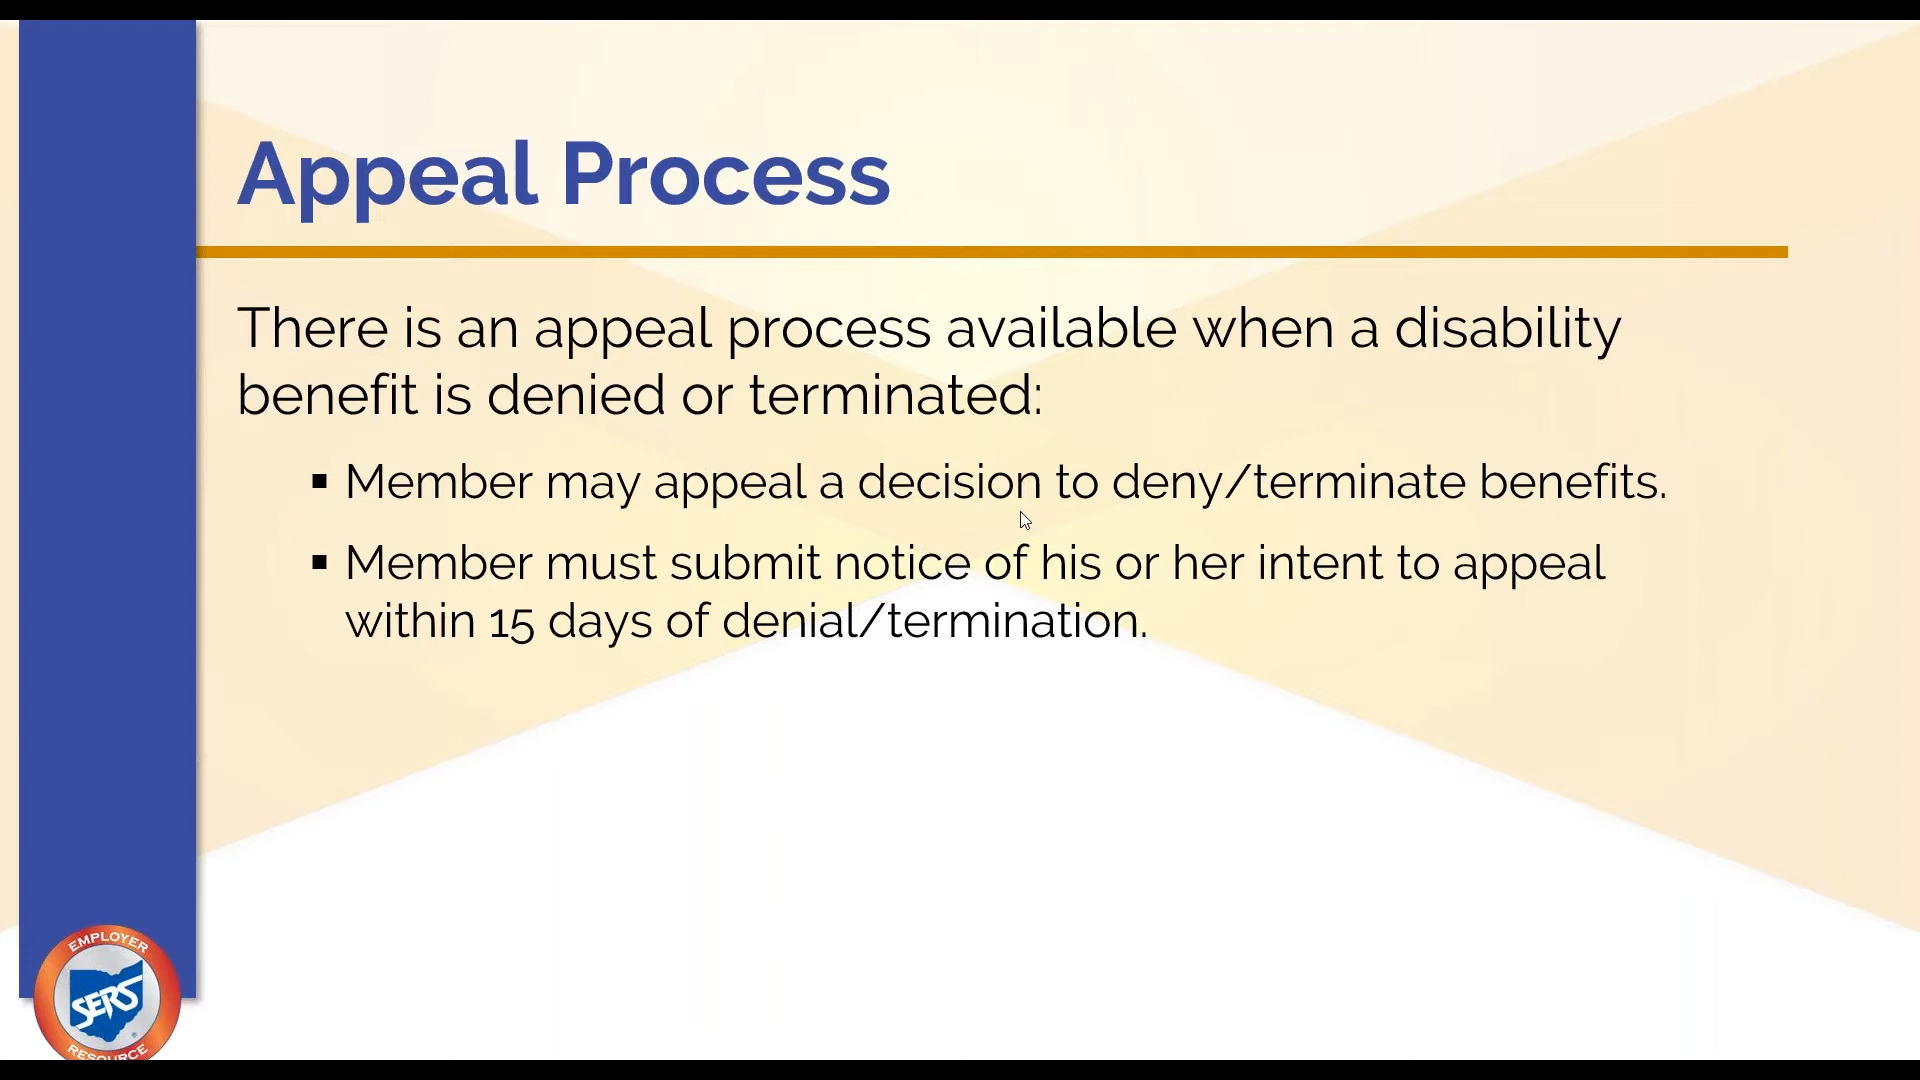 Appeal Process
There is an appeal process available when a disability
benefit is denied or terminated:
▪ Member may appeal a decision to deny/terminate benefits.
▪ Member must submit notice of his or her intent to appeal
within 15 days of denial/termination.
EMPLOYER
SERS
RESOURCE